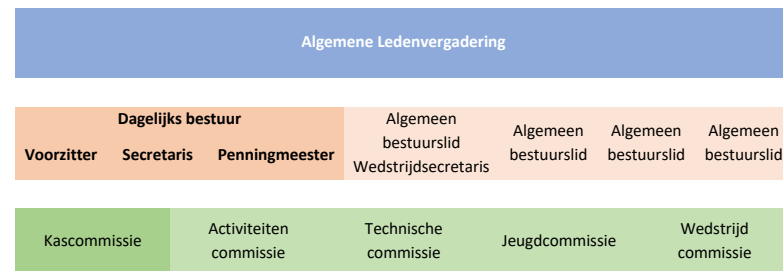 Algemene Ledenvergadering
Dagelijks bestuur
Voorzitter Secretaris Penningmeester
Algemeen
bestuurslid
Wedstrijdsecretaris
Algemeen
bestuurslid
Algemeen
bestuurslid
Algemeen
bestuurslid
Kascommissie
Activiteiten
commissie
Technische
commissie
Jeugdcommissie
Wedstrijd
commissie